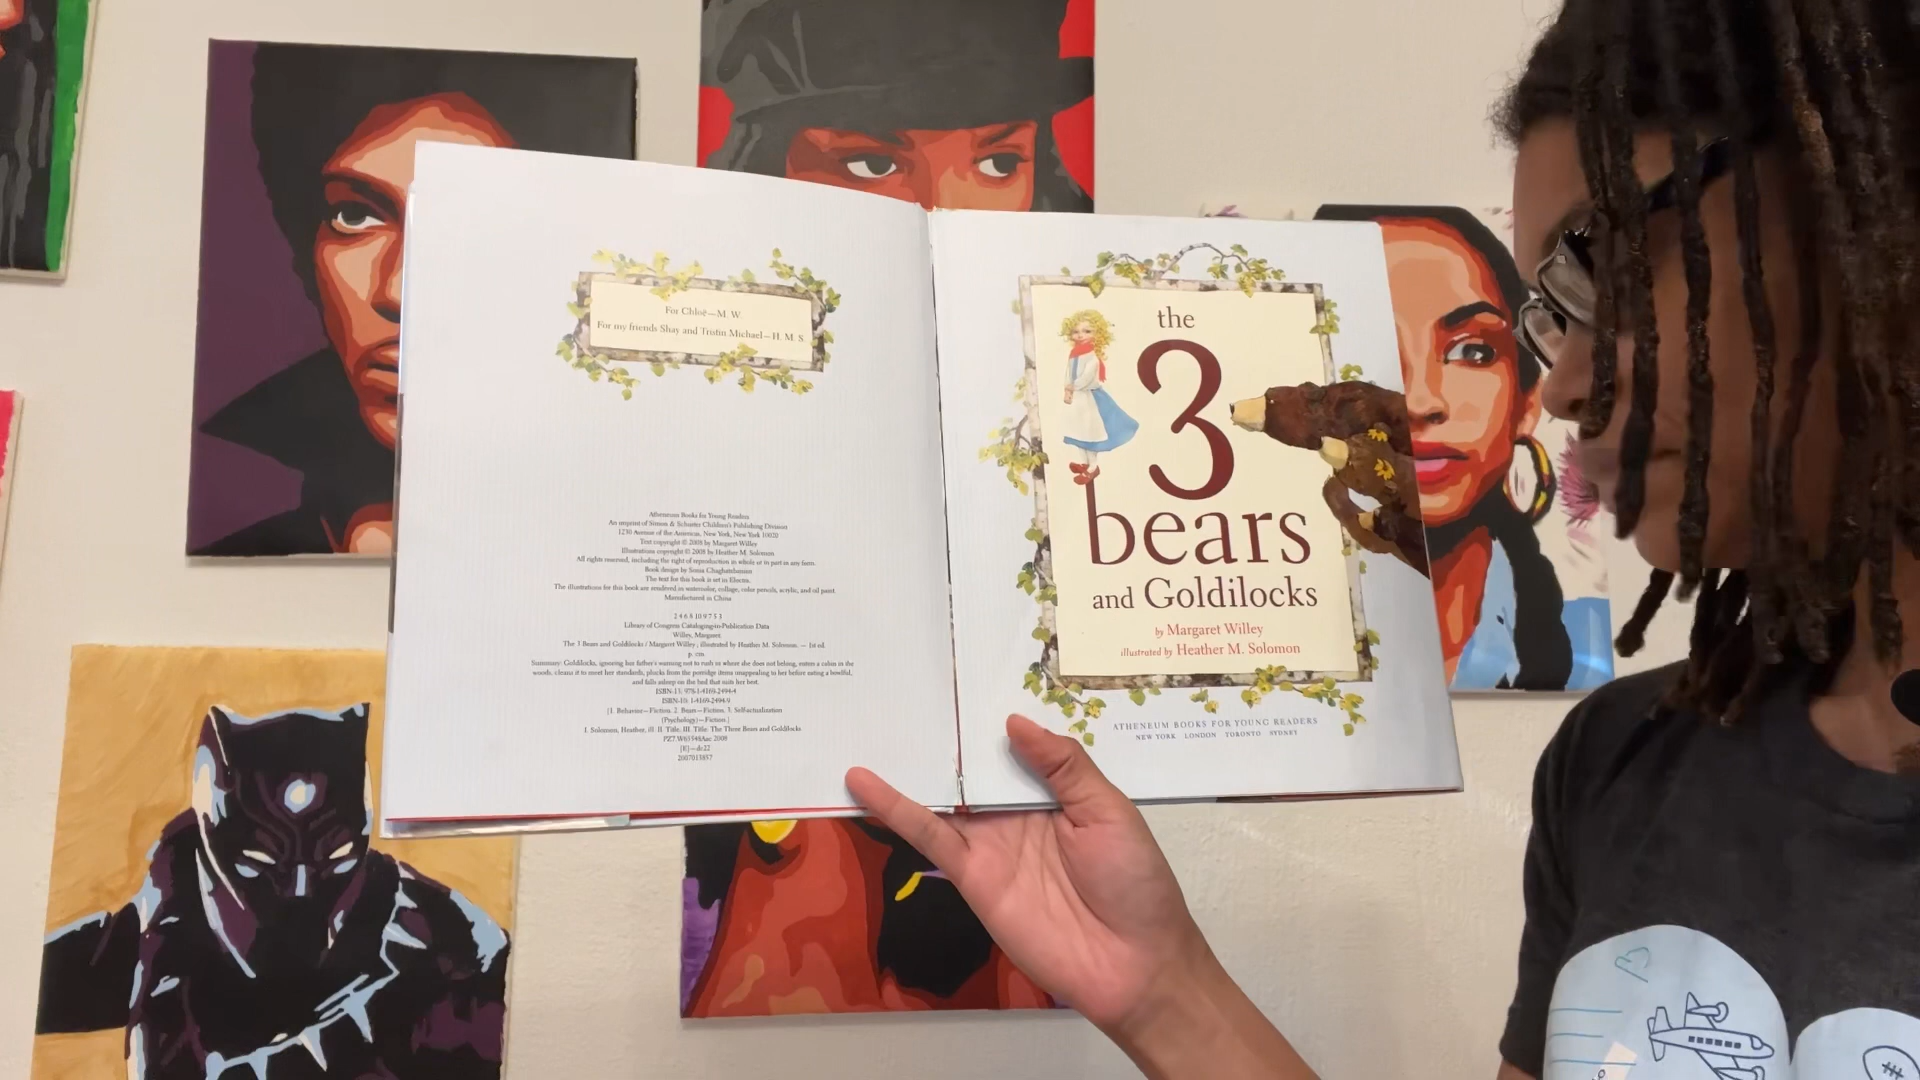 For Chloë—M. W.
For my friends Shay and Tristin Michael—H. M. S.
Atheneum Books for Young Readers
An imprint of Simon & Schuster Children's Publishing Division
1230 Avenue of the Americas, New York, New York 10020
Text copyright © 2008 by Margaret Willey
Illustrations copyright © 2008 by Heather M. Solomon
All rights reserved, including the right of reproduction in whole or in part in any form.
Book design by Sonia Chaghatzbanian
The text for this book is set in Electra.
The illustrations for this book are rendered in watercolor, collage, color pencils, acrylic, and oil paint.
Manufactured in China
2 4 6 8 10 9 7 5 3
Library of Congress Cataloging-in-Publication Data
Willey, Margaret
The 3 Bears and Goldilocks / Margaret Willey ; illustrated by Heather M. Solomon. — 1st ed.
p. cm.
Summary: Goldilocks, ignoring her father's warning not to rush in where she does not belong, enters a cabin in the
woods, cleans it to meet her standards, plucks from the porridge items unappealing to her before eating a bowlful,
and falls asleep on the bed that suits her best.
ISBN-13: 978-1-4169-2494-4
ISBN-10: 1-4169-2494-9
[1. Behavior—Fiction. 2. Bears—Fiction. 3. Self-actualization
(Psychology)—Fiction.]
I. Solomon, Heather, ill. II. Title. III. Title: The Three Bears and Goldilocks
2008
[E]—dc22
the
3
bears
and Goldilocks
by Margaret Willey
illustrated by Heather M. Solomon
ATHENEUM BOOKS FOR YOUNG READERS
NEW YORK LONDON TORONTO SYDNEY